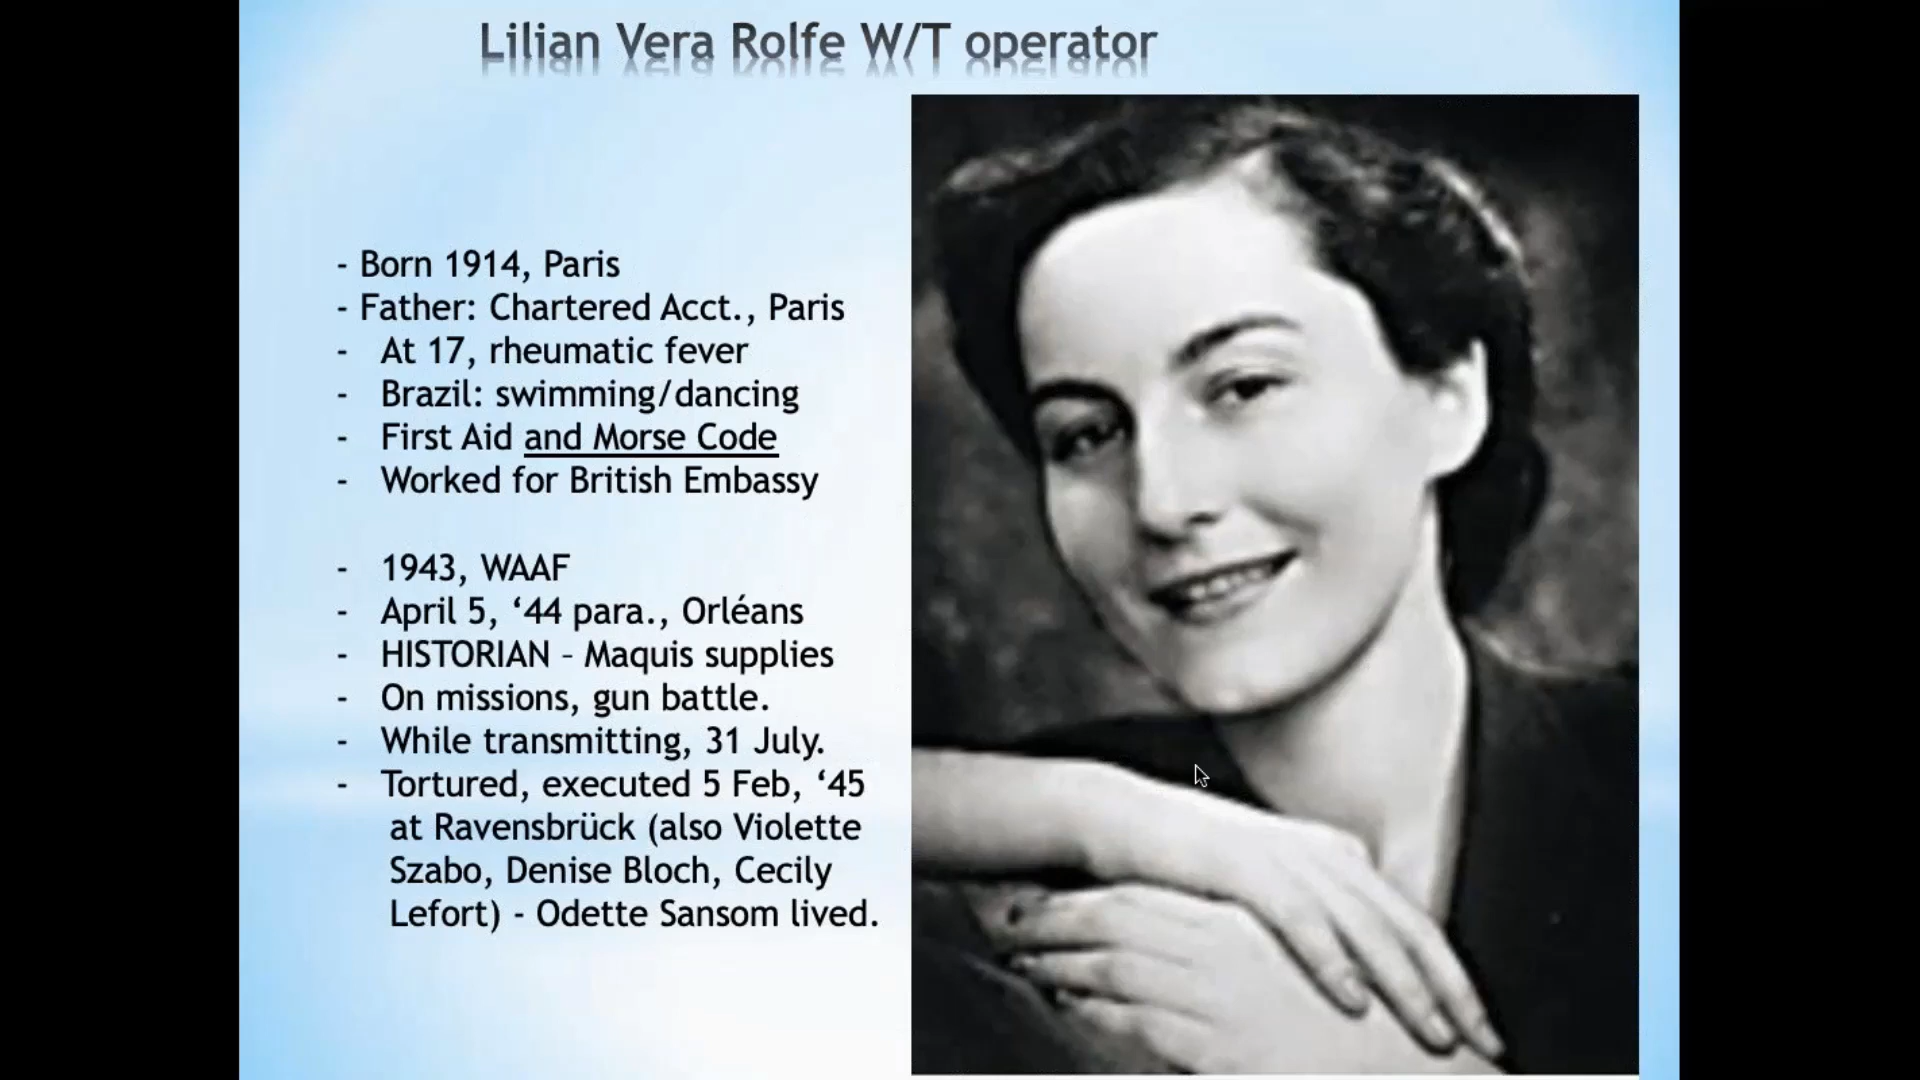 Lilian Vera Rolfe W/T operator
- Born 1914, Paris
- Father: Chartered Acct., Paris
- At 17, rheumatic fever
- Brazil: swimming/dancing
- First Aid and Morse Code
- Worked for British Embassy
- 1943, WAAF
- April 5, ‘44 para., Orléans
- HISTORIAN – Maquis supplies
- On missions, gun battle.
- While transmitting, 31 July.
- Tortured, executed 5 Feb, ‘45
at Ravensbrück (also Violette
Szabo, Denise Bloch, Cecily
Lefort) - Odette Sansom lived.